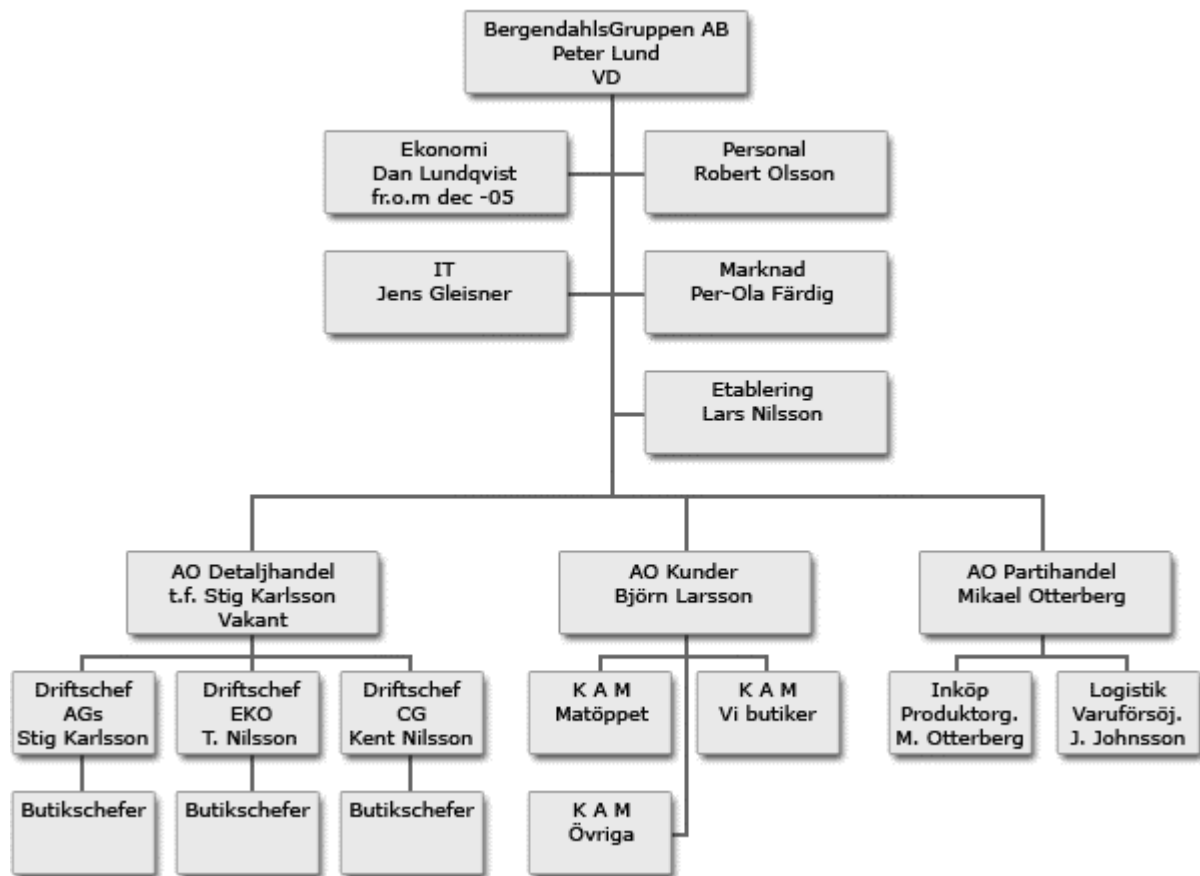 BergendahlsGruppen AB
Peter Lund
VD
Ekonomi
Dan Lundqvist
fr.o.m dec -05
Personal
Robert Olsson
IT
Jens Gleisner
Marknad
Per-Ola Färdig
Etablering
Lars Nilsson
AO Detaljhandel
t.f. Stig Karlsson
Vakant
AO Kunder
Björn Larsson
AO Partihandel
Mikael Otterberg
Driftschef
AGs
Stig Karlsson
Driftschef
EKO
T. Nilsson
Driftschef
CG
Kent Nilsson
K A M
Matöppet
K A M
Vi butiker
Inköp
Produktorg.
M. Otterberg
Logistik
Varuförsöj.
J. Johnsson
Butikschefer
Butikschefer
Butikschefer
K A M
Övriga